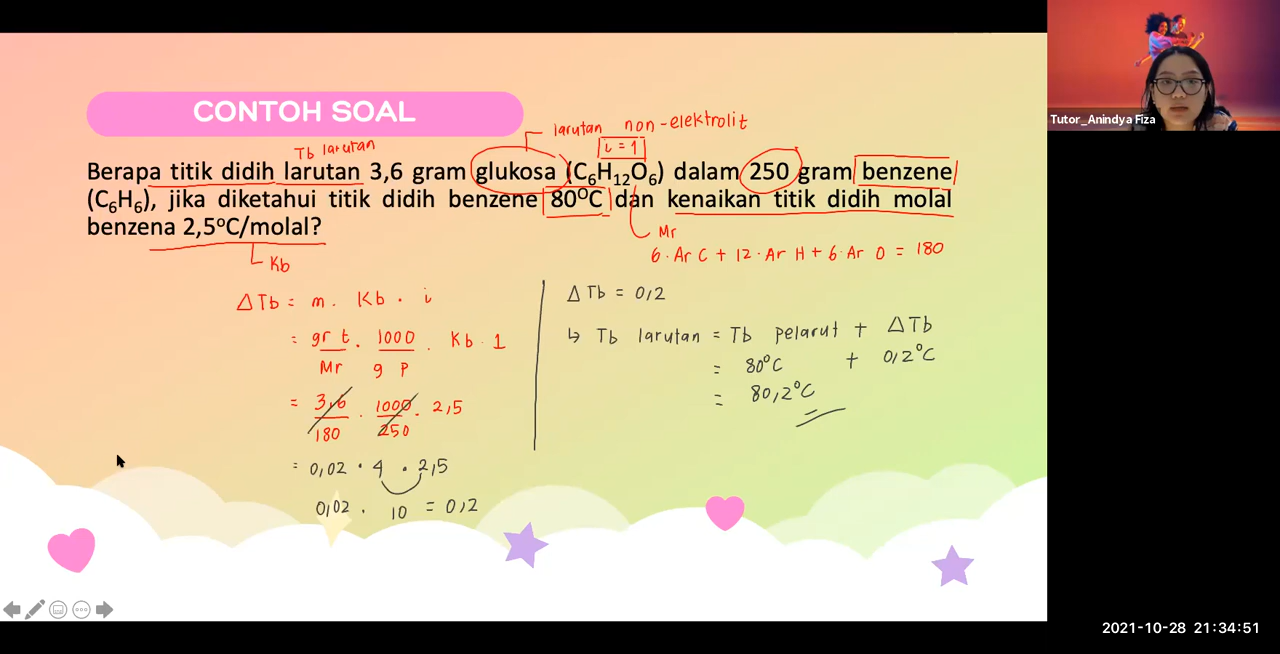 CONTOH SOAL
larutan non-elektrolit
Tb larutan
i = 1
Berapa titik didih larutan 3,6 gram glukosa (C₆H₁₂O₆) dalam 250 gram benzene
(C₆H₆), jika diketahui titik didih benzene 80⁰C dan kenaikan titik didih molal
benzena 2,5⁰C/molal?
Mr
6 · Ar C + 12 · Ar H + 6 · Ar O = 180
Kb
ΔTb = m · Kb · i
= gr t / Mr · 1000 / g p · Kb · 1
= 3,6 / 180 · 1000 / 250 · 2,5
= 0,02 · 4 · 2,5
0,02 · 10 = 0,2
ΔTb = 0,2
↳ Tb larutan = Tb pelarut + ΔTb
= 80°C + 0,2°C
= 80,2°C
Tutor_Anindya Fiza
2021-10-28 21:34:51